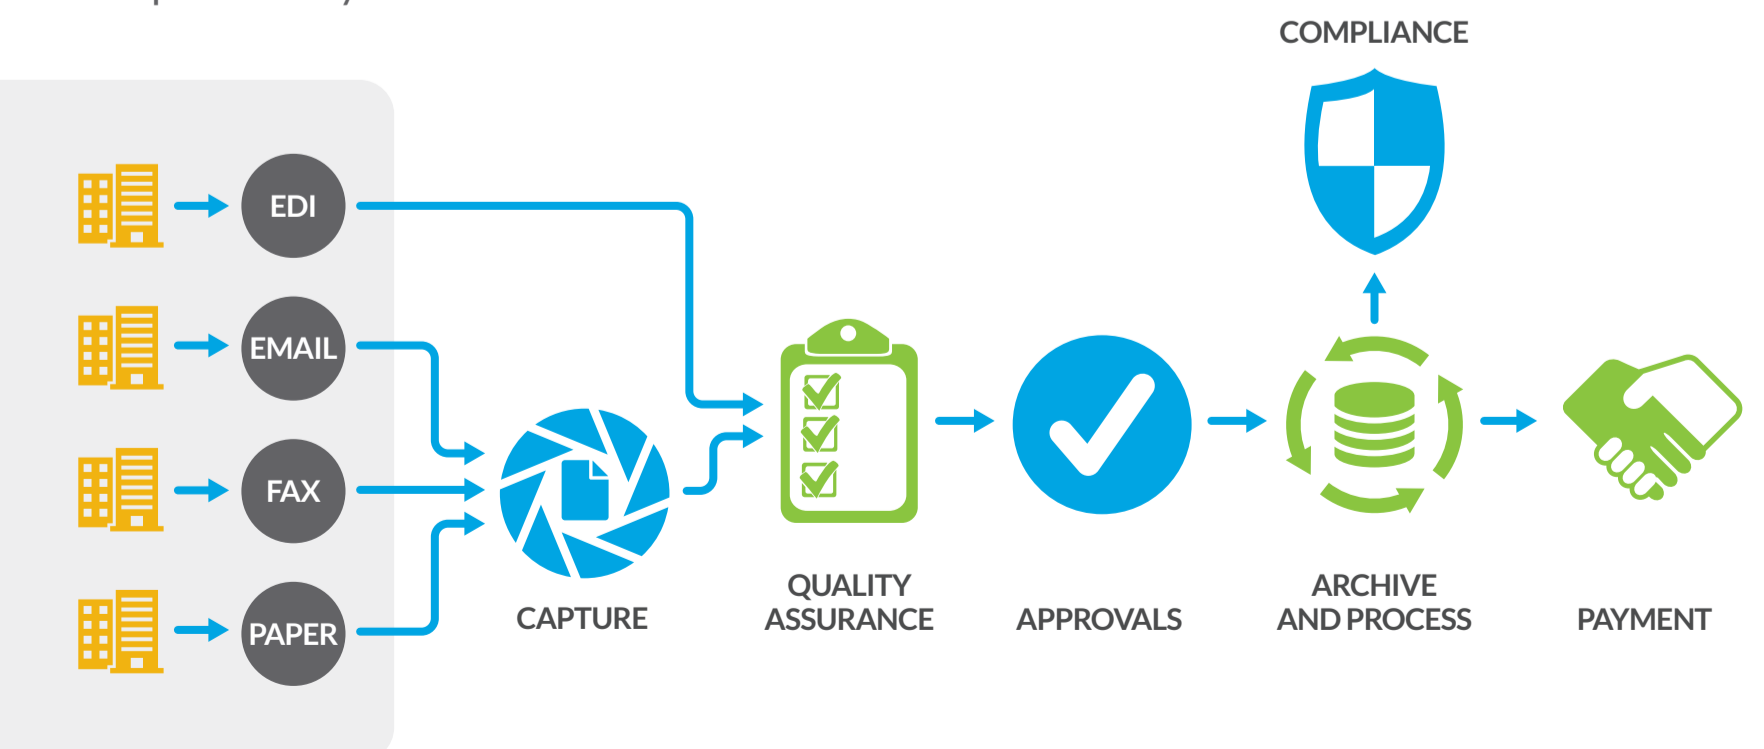 COMPLIANCE
EDI
EMAIL
FAX
PAPER
CAPTURE
QUALITY
ASSURANCE
APPROVALS
ARCHIVE
AND PROCESS
PAYMENT